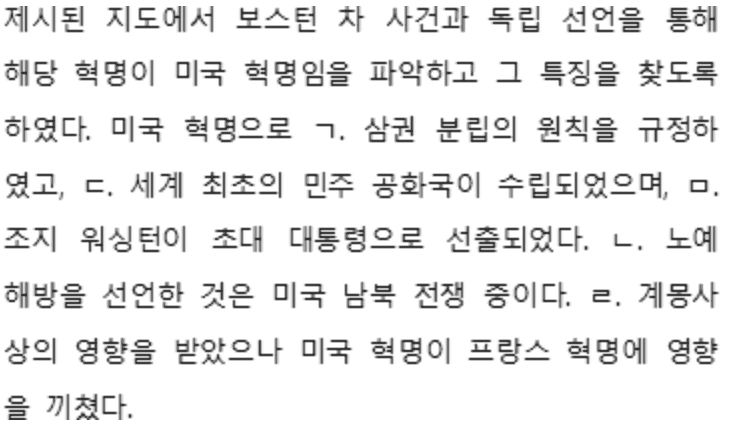 제시된 지도에서 보스턴 차 사건과 독립 선언을 통해
해당 혁명이 미국 혁명임을 파악하고 그 특징을 찾도록
하였다. 미국 혁명으로 ㄱ. 삼권 분립의 원칙을 규정하
였고, ㄷ. 세계 최초의 민주 공화국이 수립되었으며, ㅁ.
조지 워싱턴이 초대 대통령으로 선출되었다. ㄴ. 노예
해방을 선언한 것은 미국 남북 전쟁 중이다. ㄹ. 계몽사
상의 영향을 받았으나 미국 혁명이 프랑스 혁명에 영향
을 끼쳤다.